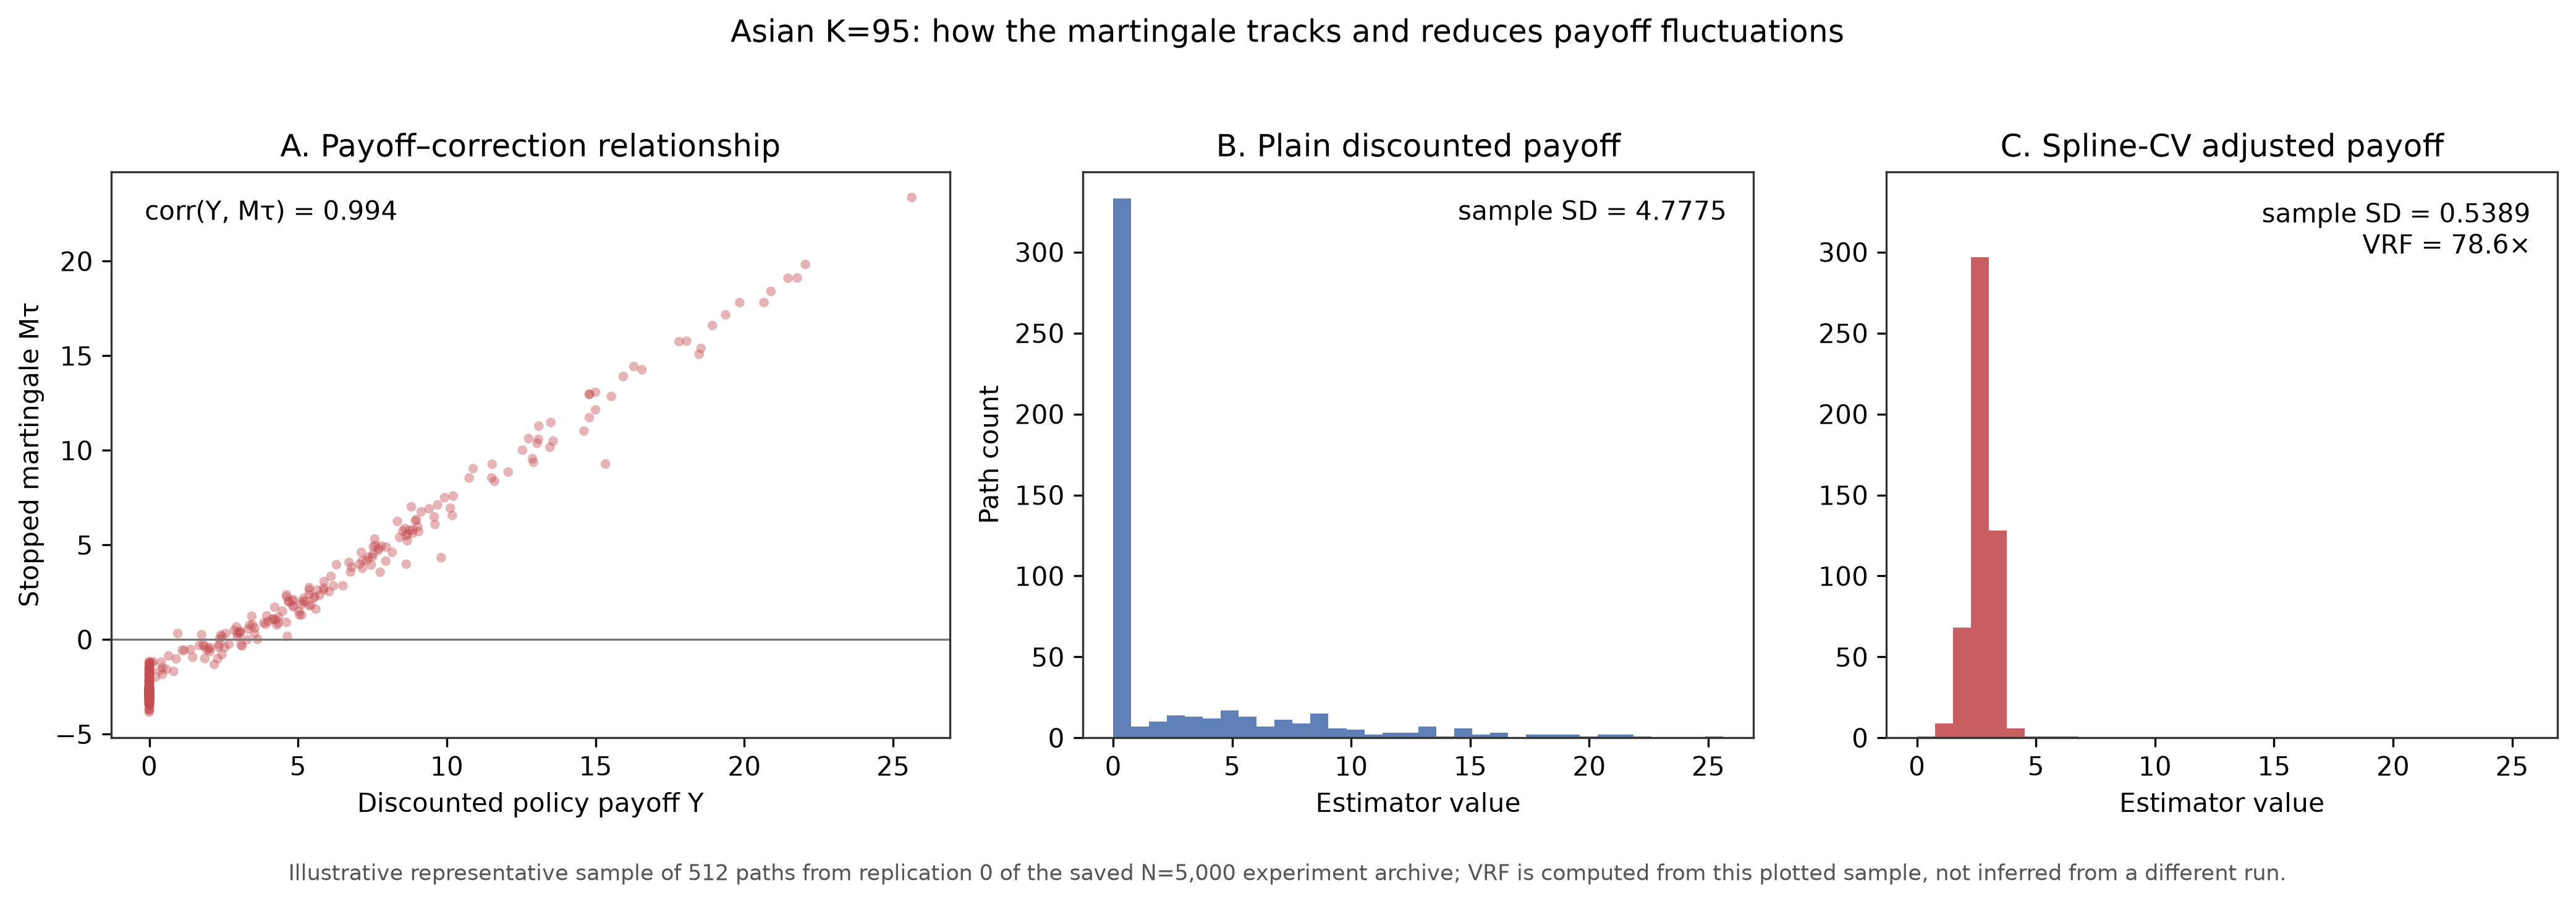 Asian K=95: how the martingale tracks and reduces payoff fluctuations
A. Payoff–correction relationship
corr(Y, Mτ) = 0.994
Stopped martingale Mτ
20
15
10
5
0
−5
0 5 10 15 20 25
Discounted policy payoff Y
B. Plain discounted payoff
sample SD = 4.7775
Path count
300
250
200
150
100
50
0
0 5 10 15 20 25
Estimator value
C. Spline-CV adjusted payoff
sample SD = 0.5389
VRF = 78.6×
300
250
200
150
100
50
0
0 5 10 15 20 25
Estimator value
Illustrative representative sample of 512 paths from replication 0 of the saved N=5,000 experiment archive; VRF is computed from this plotted sample, not inferred from a different run.